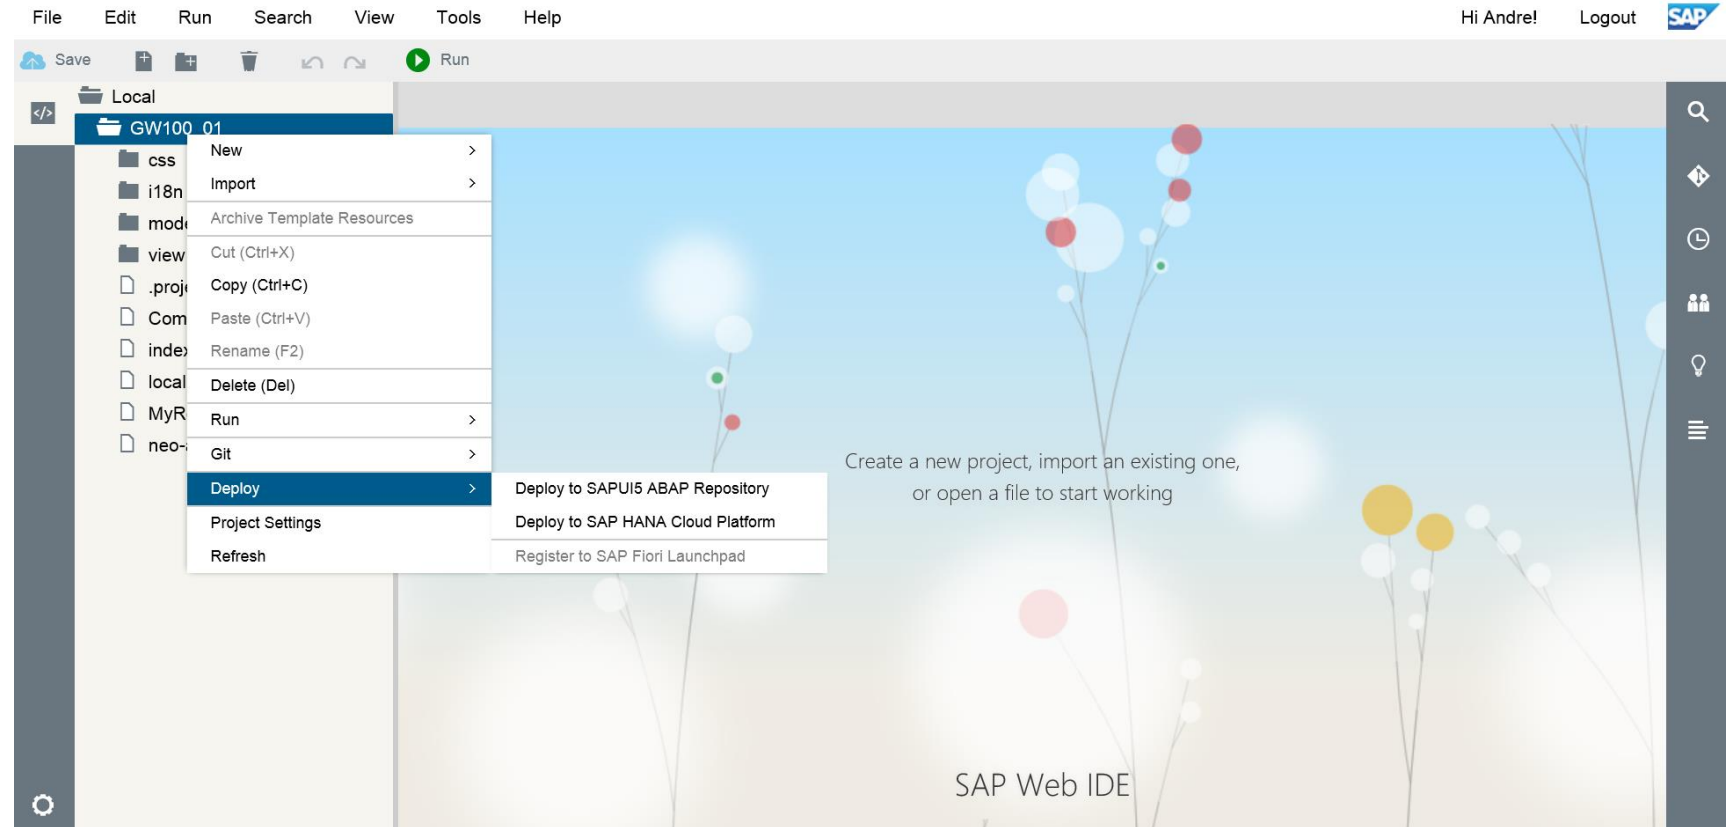 File Edit Run Search View Tools Help Hi Andre! Logout SAP
Save Run
Local
</>
GW100_01
css
i18n
mode
view
.proje
Com
index
local
MyR
neo-
New
Import
Archive Template Resources
Cut (Ctrl+X)
Copy (Ctrl+C)
Paste (Ctrl+V)
Rename (F2)
Delete (Del)
Run
Git
Deploy
Project Settings
Refresh
Deploy to SAPUI5 ABAP Repository
Deploy to SAP HANA Cloud Platform
Register to SAP Fiori Launchpad
Create a new project, import an existing one,
or open a file to start working
SAP Web IDE